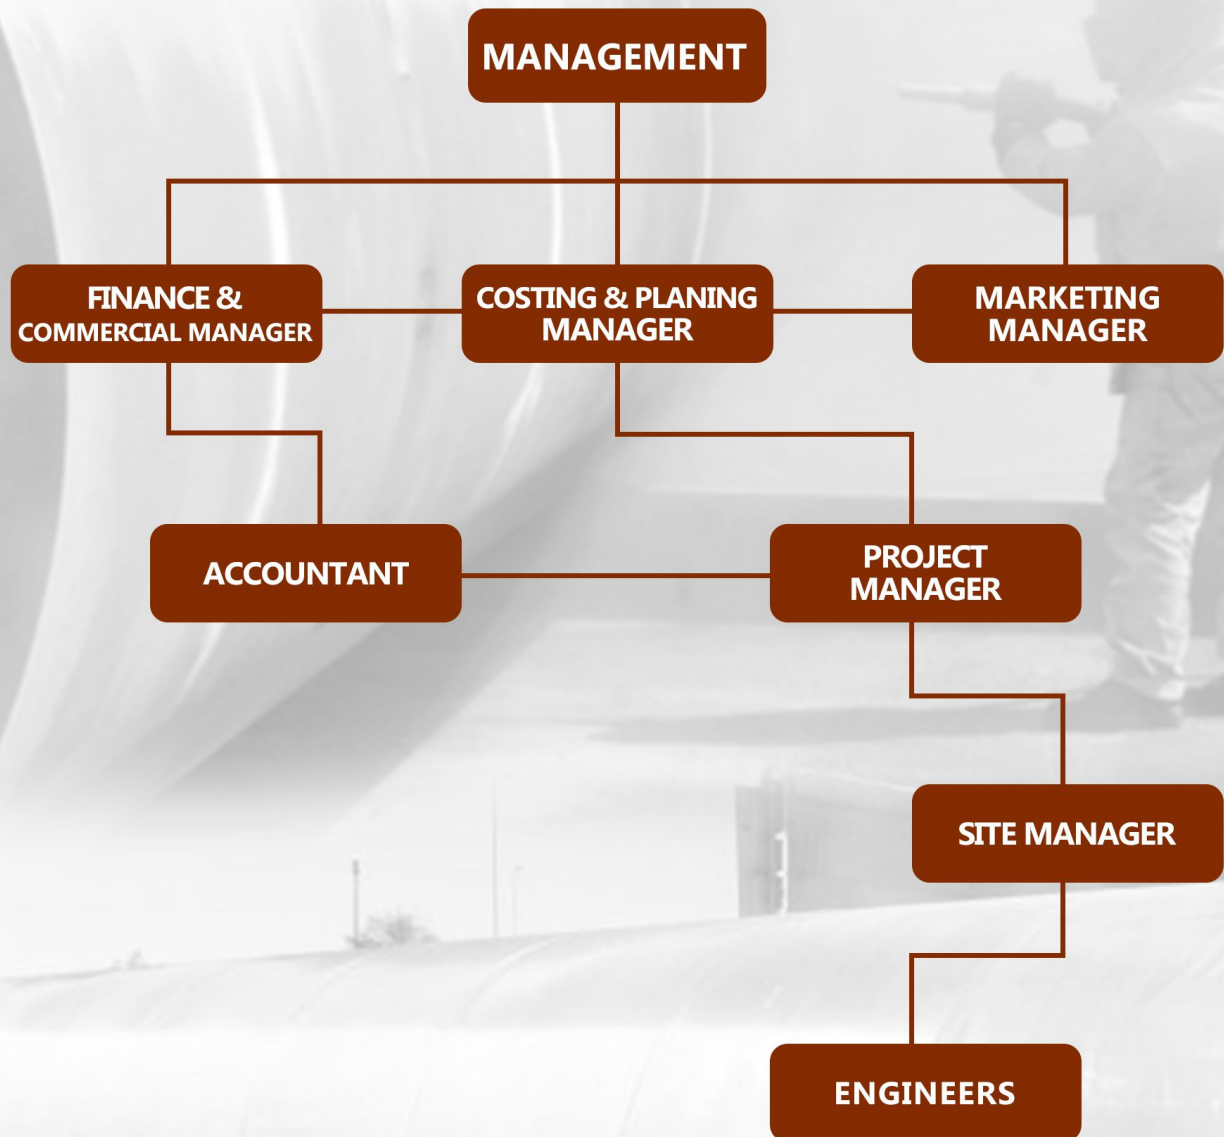 MANAGEMENT
FINANCE &
COMMERCIAL MANAGER
COSTING & PLANING
MANAGER
MARKETING
MANAGER
ACCOUNTANT
PROJECT
MANAGER
SITE MANAGER
ENGINEERS